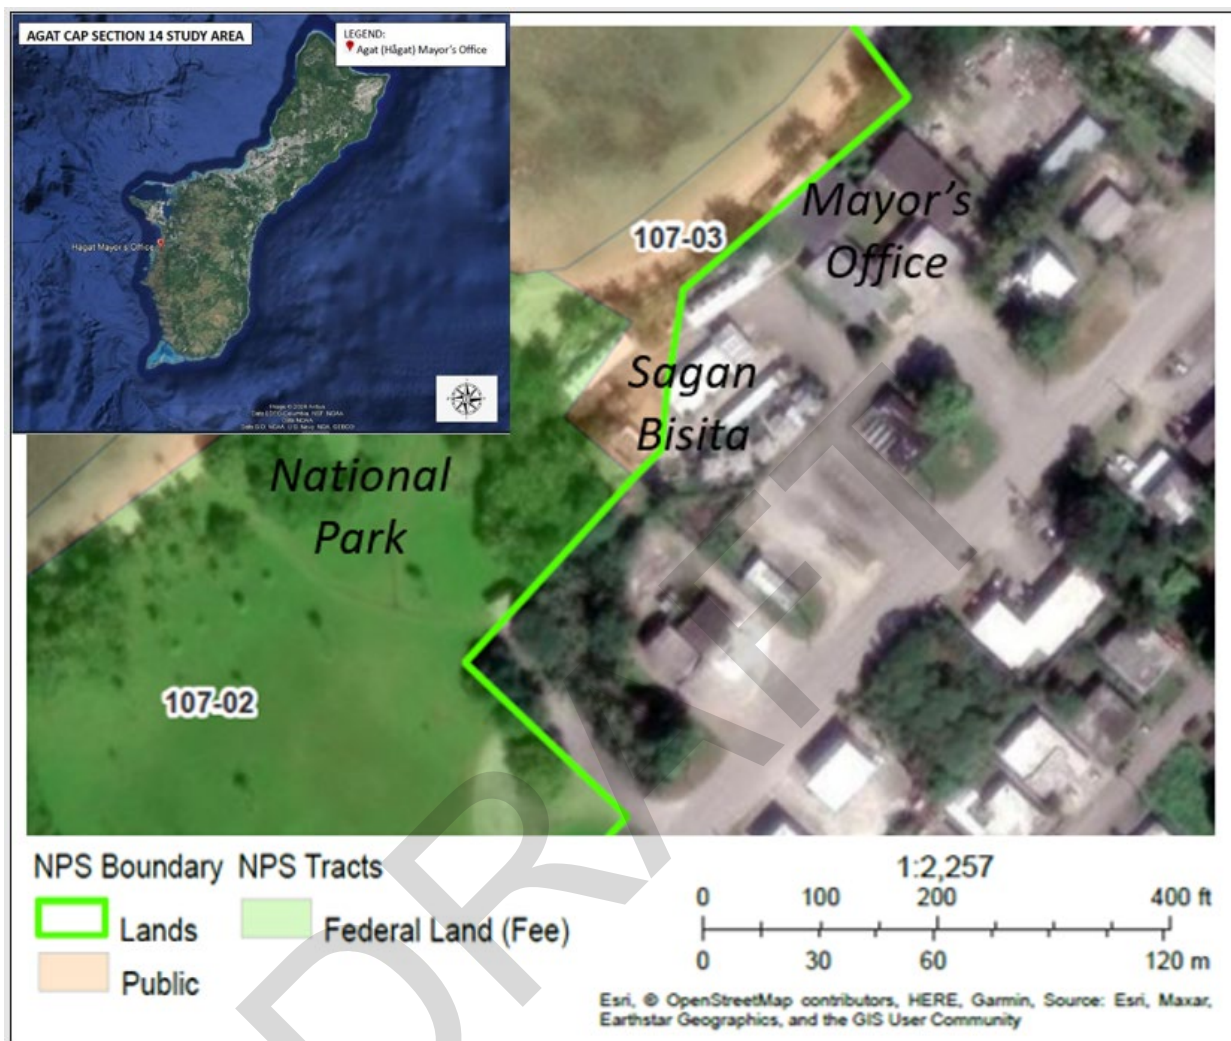 AGAT CAP SECTION 14 STUDY AREA
LEGEND:
Agat (Hågat) Mayor's Office
Hågat Mayor's Office
Data NOAA
Mayor's
Office
107-03
Sagan
Bisita
National
Park
107-02
DRAFT
NPS Boundary NPS Tracts
Lands
Federal Land (Fee)
Public
1:2,257
0 100 200 400 ft
0 30 60 120 m
Esri, © OpenStreetMap contributors, HERE, Garmin, Source: Esri, Maxar,
Earthstar Geographics, and the GIS User Community